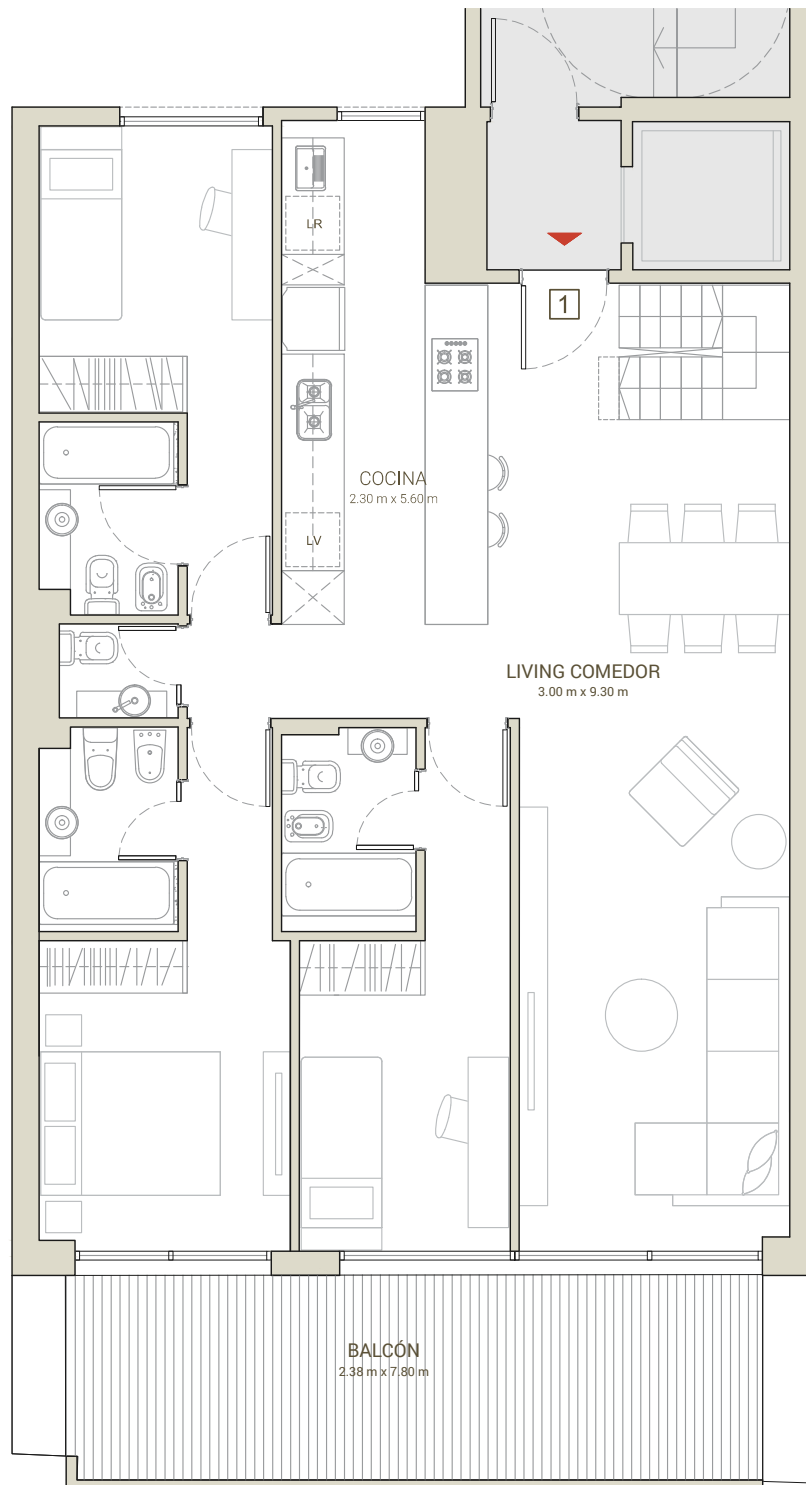 LR
1
COCINA
2.30 m x 5.60 m
LV
LIVING COMEDOR
3.00 m x 9.30 m
BALCÓN
2.38 m x 7.80 m